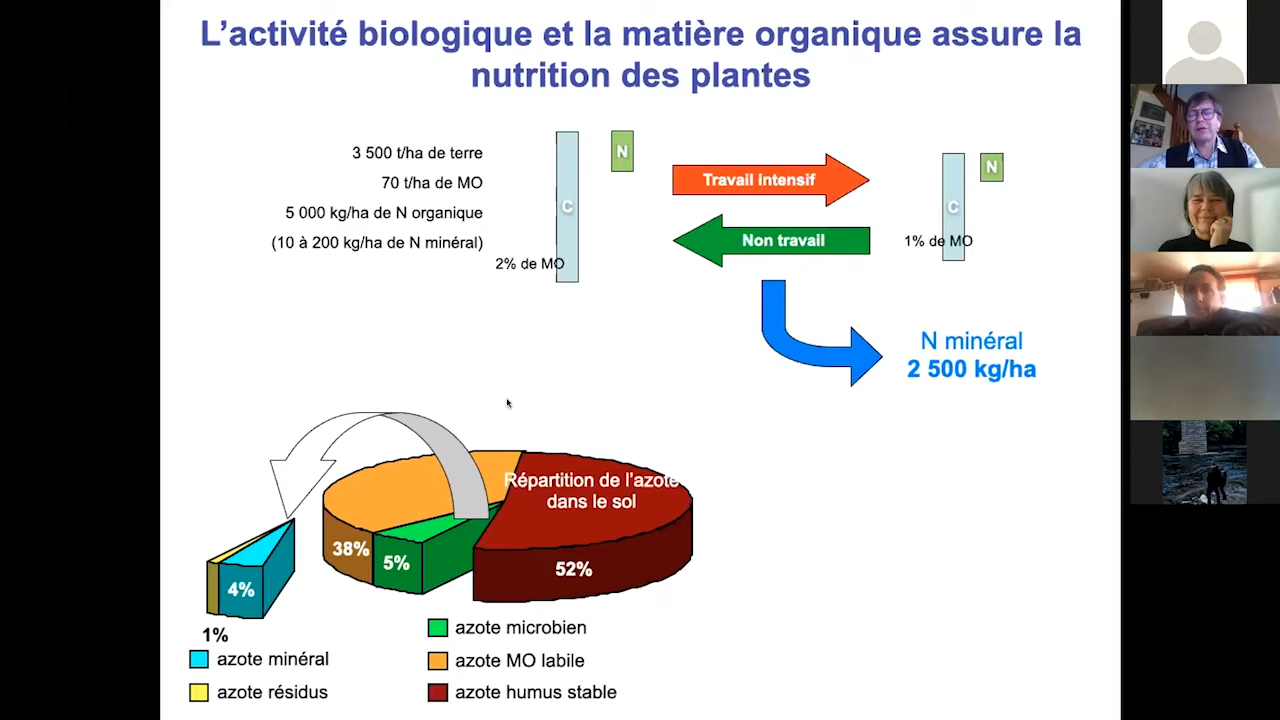 L'activité biologique et la matière organique assure la
nutrition des plantes
3 500 t/ha de terre
70 t/ha de MO
5 000 kg/ha de N organique
(10 à 200 kg/ha de N minéral)
C
N
2% de MO
Travail intensif
Non travail
C
N
1% de MO
N minéral
2 500 kg/ha
Répartition de l'azote
dans le sol
38%
5%
52%
4%
1%
azote minéral
azote résidus
azote microbien
azote MO labile
azote humus stable